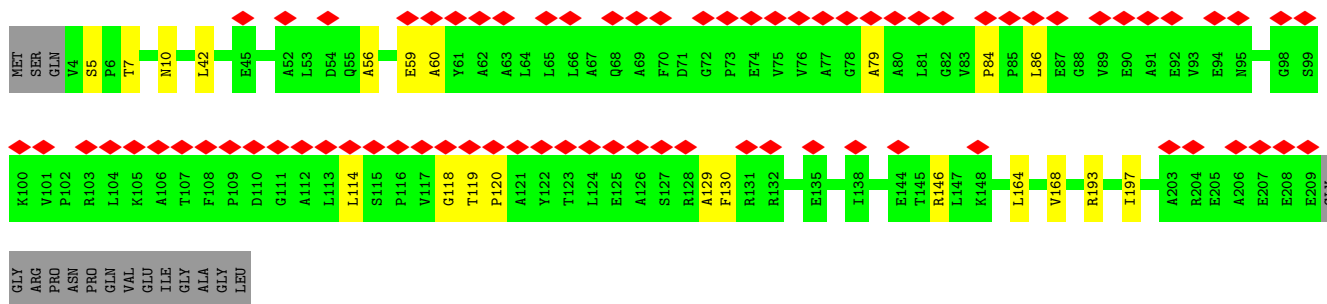 MET SER GLN V4 S5 P6 T7 N10 L42 E45 A52 L53 D54 Q55 A56 E59 A60 Y61 A62 A63 L64 L65 L66 A67 Q68 A69 F70 D71 G72 P73 E74 V75 V76 A77 G78 A79 A80 L81 G82 V83 P84 P85 L86 E87 G88 V89 E90 A91 E92 V93 E94 N95 G98 S99
K100 V101 P102 R103 L104 K105 A106 T107 F108 P109 D110 G111 A112 L113 L114 S115 P116 V117 G118 T119 P120 A121 Y122 T123 L124 E125 A126 S127 R128 A129 F130 R131 R132 E135 I138 E144 T145 R146 L147 K148 L164 V168 R193 I197 A203 R204 E205 A206 E207 E208 E209
GLY ARG PRO ASN PRO GLN VAL GLU ILE GLY ALA GLY LEU